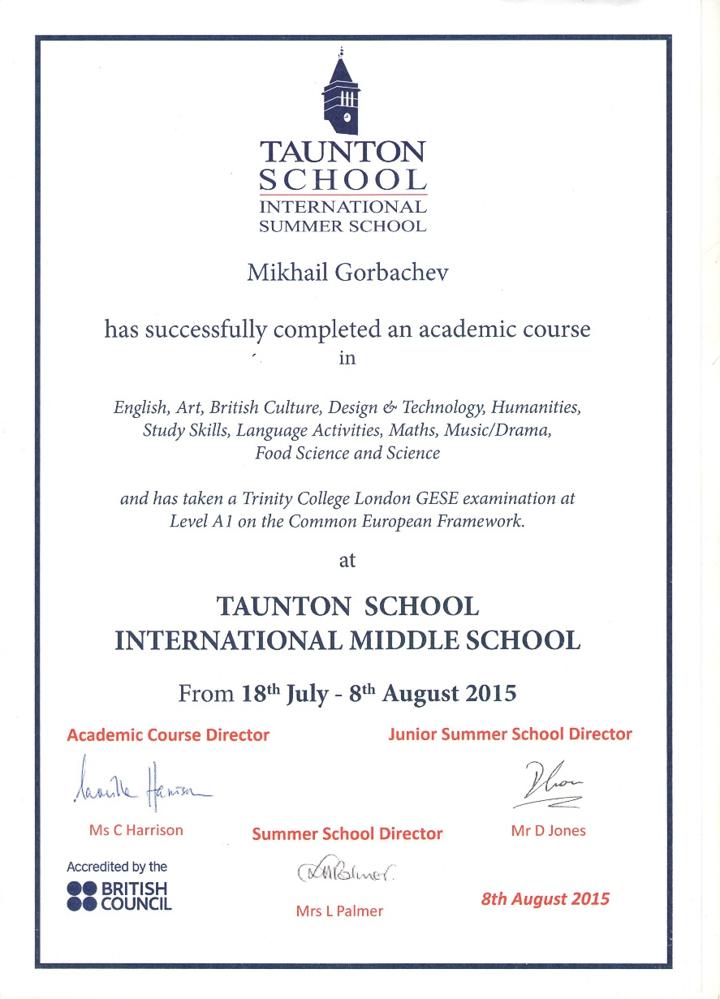 TAUNTON
SCHOOL
INTERNATIONAL
SUMMER SCHOOL
Mikhail Gorbachev
has successfully completed an academic course
in
English, Art, British Culture, Design & Technology, Humanities,
Study Skills, Language Activities, Maths, Music/Drama,
Food Science and Science
and has taken a Trinity College London GESE examination at
Level A1 on the Common European Framework.
at
TAUNTON SCHOOL
INTERNATIONAL MIDDLE SCHOOL
From 18th July - 8th August 2015
Academic Course Director
Junior Summer School Director
Camilla Harrison
Ms C Harrison
Summer School Director
Mr D Jones
Accredited by the
BRITISH
COUNCIL
LMPalmer.
Mrs L Palmer
8th August 2015